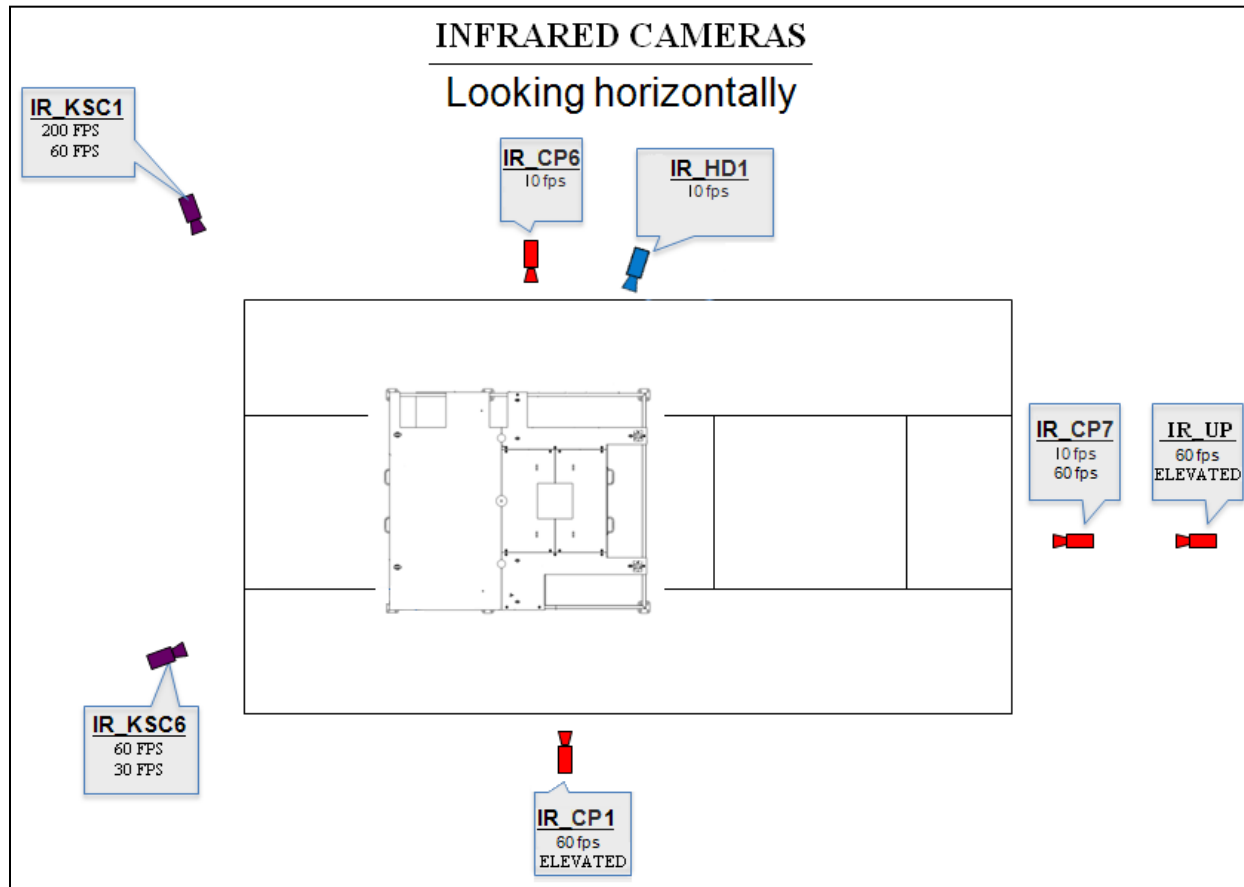 INFRARED CAMERAS
Looking horizontally
IR_KSC1
200 FPS
60 FPS
IR_CP6
10 fps
IR_HD1
10 fps
IR_CP7
10 fps
60 fps
IR_UP
60 fps
ELEVATED
IR_KSC6
60 FPS
30 FPS
IR_CP1
60 fps
ELEVATED